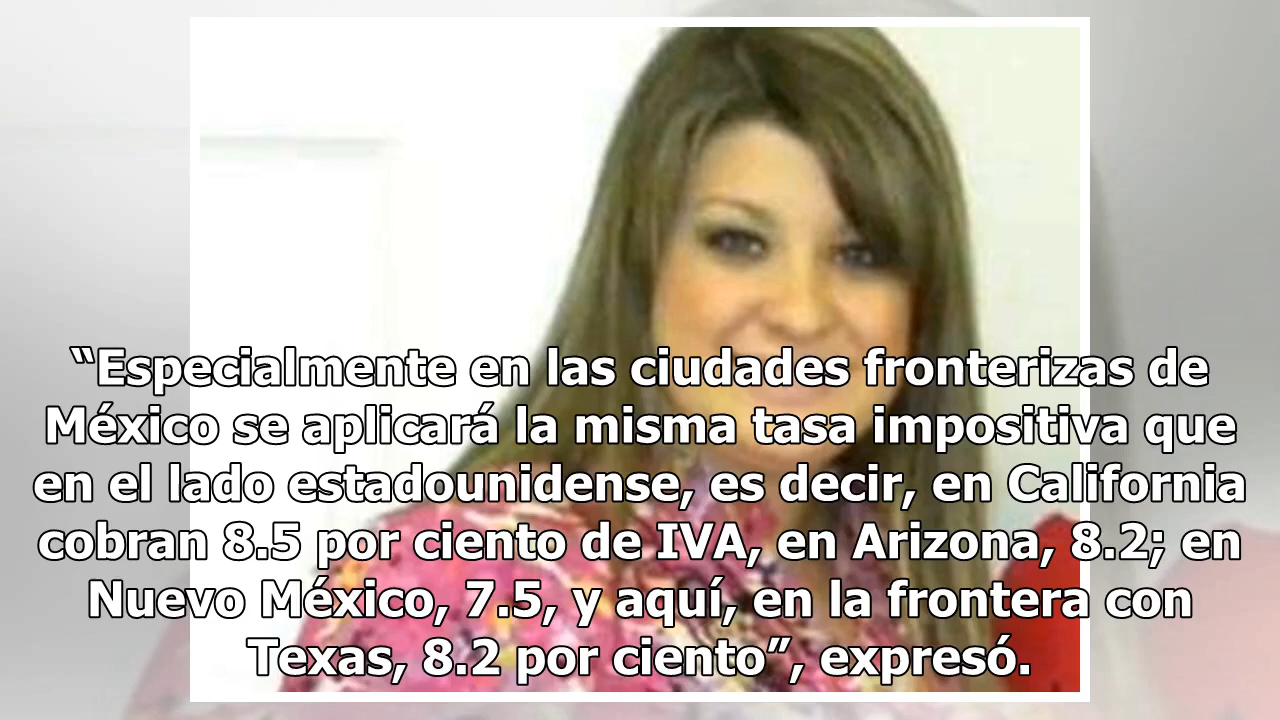 “Especialmente en las ciudades fronterizas de
México se aplicará la misma tasa impositiva que
en el lado estadounidense, es decir, en California
cobran 8.5 por ciento de IVA, en Arizona, 8.2; en
Nuevo México, 7.5, y aquí, en la frontera con
Texas, 8.2 por ciento”, expresó.